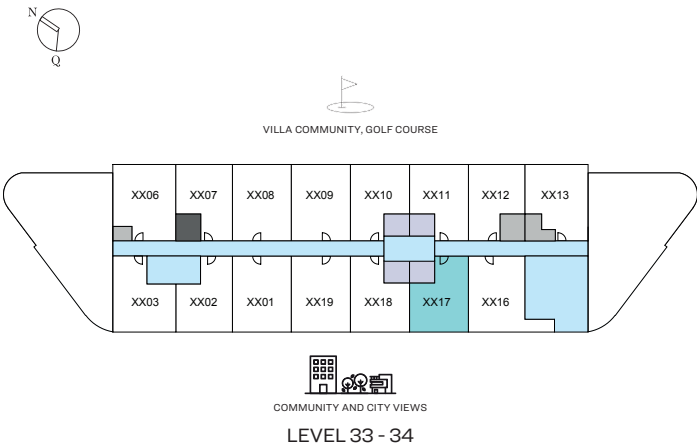 N
Q
VILLA COMMUNITY, GOLF COURSE
XX06 XX07 XX08 XX09 XX10 XX11 XX12 XX13
XX03 XX02 XX01 XX19 XX18 XX17 XX16
COMMUNITY AND CITY VIEWS
LEVEL 33 - 34